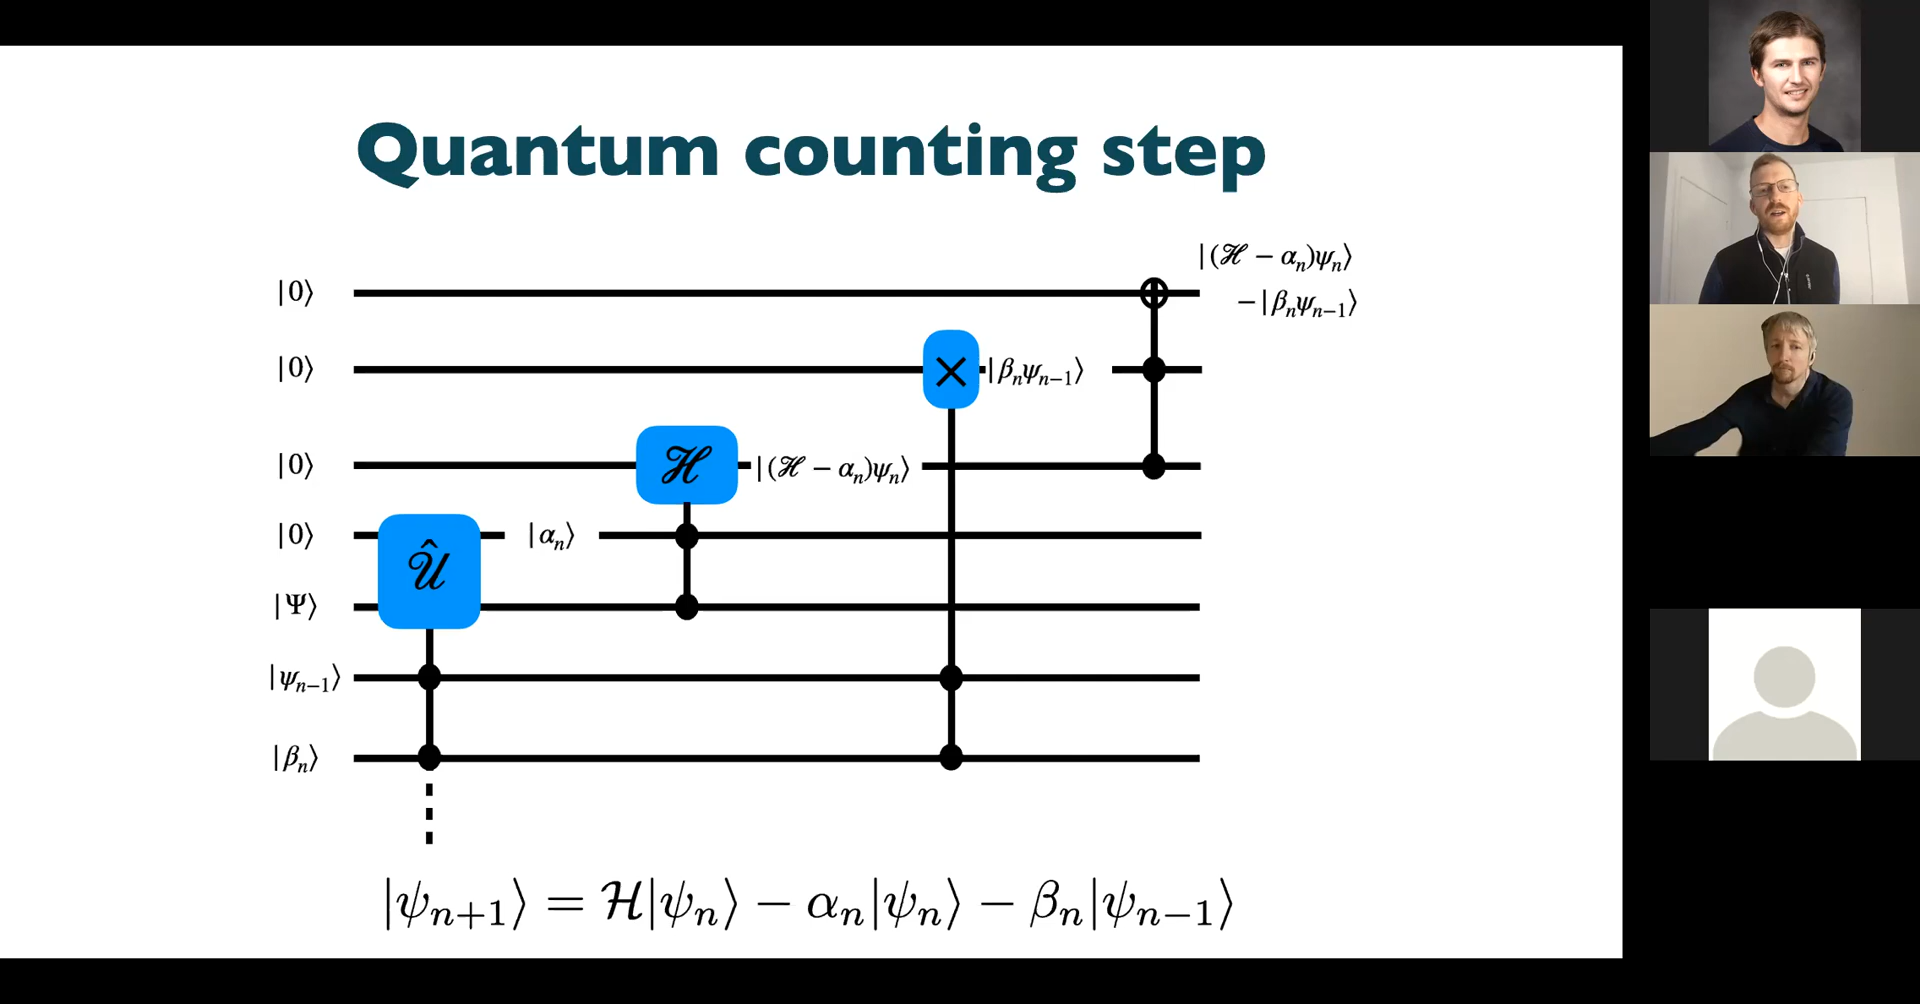 Quantum counting step
|(ℋ − αₙ)ψₙ⟩
|0⟩
−|βₙψₙ₋₁⟩
|0⟩
×
|βₙψₙ₋₁⟩
|0⟩
ℋ
|(ℋ − αₙ)ψₙ⟩
|0⟩
𝒰̂
|αₙ⟩
|Ψ⟩
|ψₙ₋₁⟩
|βₙ⟩
|ψₙ₊₁⟩ = ℋ|ψₙ⟩ − αₙ|ψₙ⟩ − βₙ|ψₙ₋₁⟩